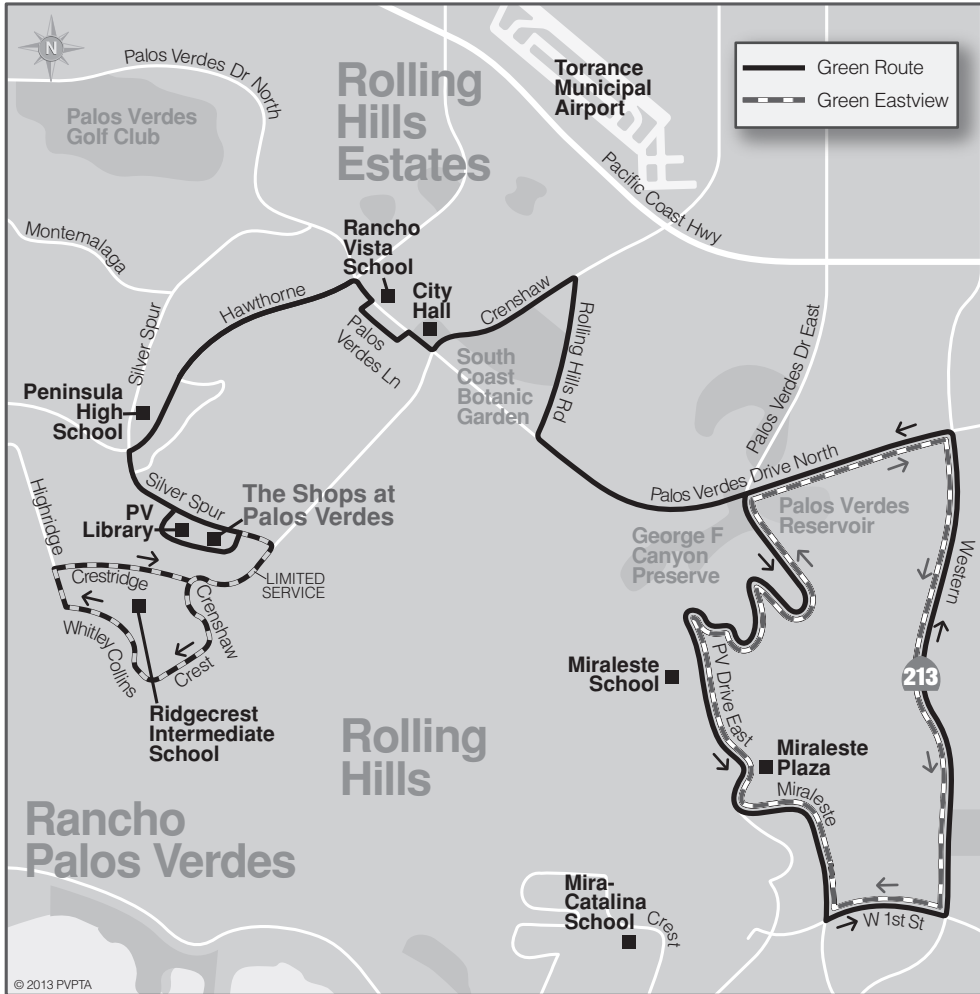 N
Palos Verdes Dr North
Palos Verdes
Golf Club
Rolling
Hills
Estates
Torrance
Municipal
Airport
Green Route
Green Eastview
Pacific Coast Hwy
Montemalaga
Silver Spur
Hawthorne
Rancho
Vista
School
City
Hall
Palos
Verdes Ln
Crenshaw
Rolling Hills Rd
South
Coast
Botanic
Garden
Palos Verdes Dr East
Peninsula
High
School
Highridge
Silver Spur
PV
Library
The Shops at
Palos Verdes
LIMITED
SERVICE
Crestridge
Crenshaw
Whitley Collins
Crest
Ridgecrest
Intermediate
School
Palos Verdes Drive North
Palos Verdes
Reservoir
George F
Canyon
Preserve
Western
213
Miraleste
School
PV Drive East
Miraleste
Plaza
Miraleste
W 1st St
Rolling
Hills
Rancho
Palos Verdes
Mira-
Catalina
School
Crest
© 2013 PVPTA